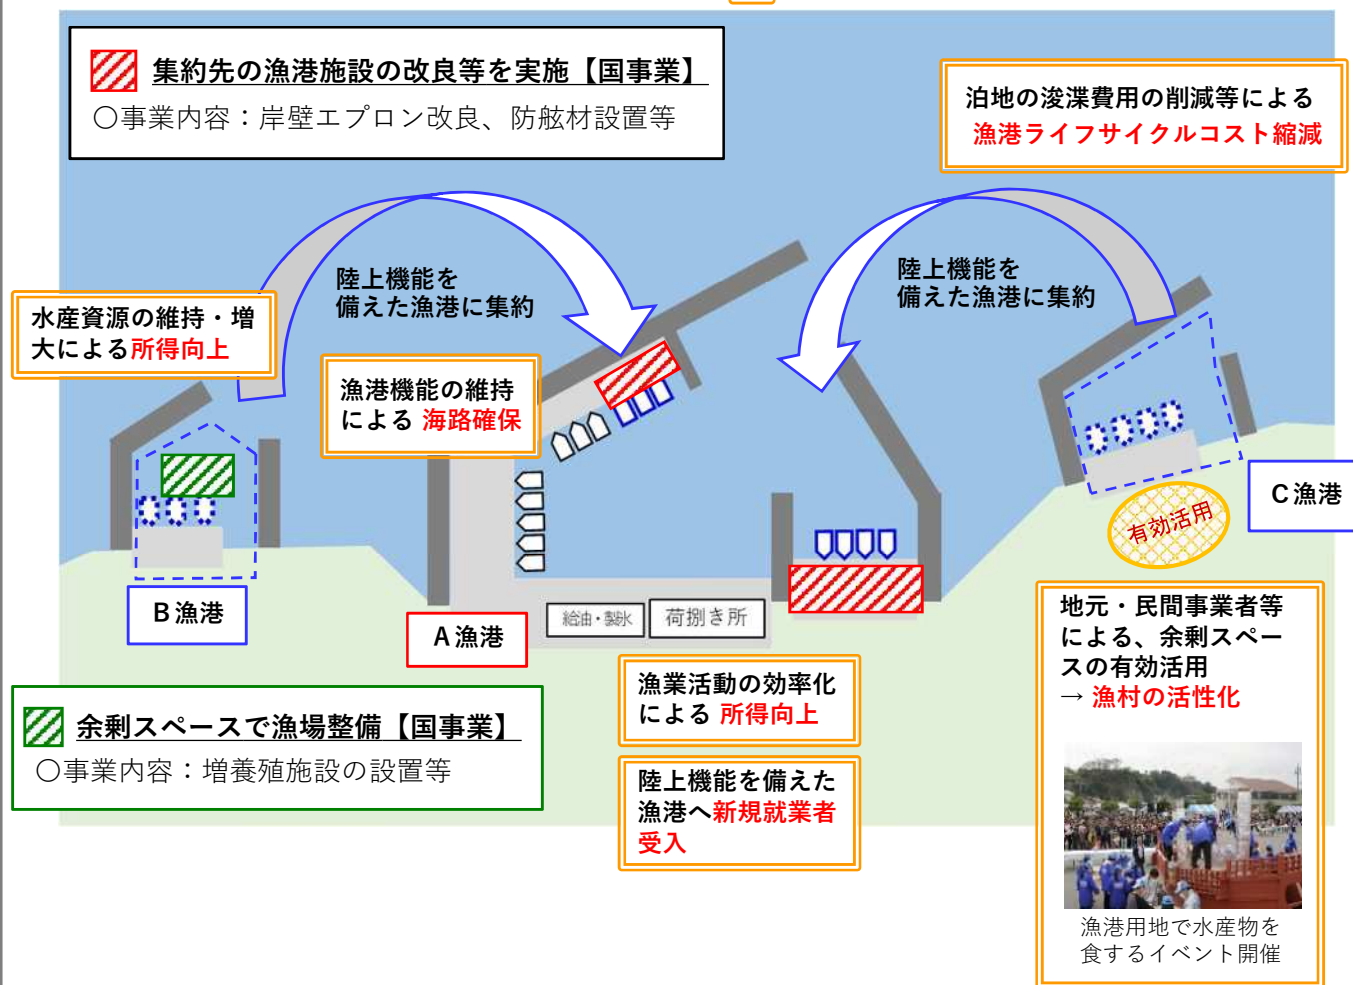 集約先の漁港施設の改良等を実施【国事業】
〇事業内容：岸壁エプロン改良、防舷材設置等
泊地の浚渫費用の削減等による
漁港ライフサイクルコスト縮減
陸上機能を
備えた漁港に集約
陸上機能を
備えた漁港に集約
水産資源の維持・増
大による所得向上
漁港機能の維持
による 海路確保
C漁港
有効活用
B漁港
A漁港
給油・製氷
荷捌き所
地元・民間事業者等
による、余剰スペー
スの有効活用
→ 漁村の活性化
漁業活動の効率化
による 所得向上
余剰スペースで漁場整備【国事業】
〇事業内容：増養殖施設の設置等
陸上機能を備えた
漁港へ新規就業者
受入
漁港用地で水産物を
食するイベント開催